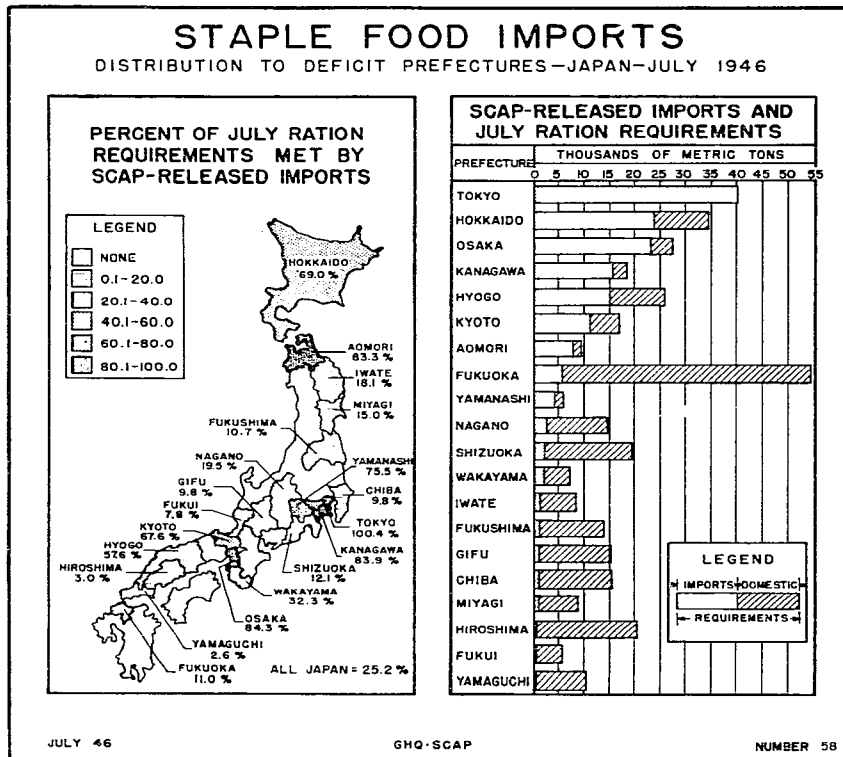 STAPLE FOOD IMPORTS
DISTRIBUTION TO DEFICIT PREFECTURES—JAPAN—JULY 1946
PERCENT OF JULY RATION
REQUIREMENTS MET BY
SCAP-RELEASED IMPORTS
LEGEND
NONE
0.1-20.0
20.1-40.0
40.1-60.0
60.1-80.0
80.1-100.0
HOKKAIDO
69.0 %
AOMORI
83.3 %
IWATE
18.1 %
MIYAGI
15.0 %
FUKUSHIMA
10.7 %
NAGANO
19.5 %
YAMANASHI
75.5 %
GIFU
9.8 %
CHIBA
9.8 %
FUKUI
7.8 %
TOKYO
100.4 %
KYOTO
67.6 %
KANAGAWA
83.9 %
HYOGO
57.6 %
SHIZUOKA
12.1 %
HIROSHIMA
3.0 %
WAKAYAMA
32.3 %
OSAKA
84.3 %
YAMAGUCHI
2.6 %
FUKUOKA
11.0 %
ALL JAPAN = 25.2 %
SCAP-RELEASED IMPORTS AND
JULY RATION REQUIREMENTS
PREFECTURE
THOUSANDS OF METRIC TONS
0 5 10 15 20 25 30 35 40 45 50 55
TOKYO
HOKKAIDO
OSAKA
KANAGAWA
HYOGO
KYOTO
AOMORI
FUKUOKA
YAMANASHI
NAGANO
SHIZUOKA
WAKAYAMA
IWATE
FUKUSHIMA
GIFU
CHIBA
MIYAGI
HIROSHIMA
FUKUI
YAMAGUCHI
LEGEND
IMPORTS DOMESTIC
REQUIREMENTS
JULY 46
GHQ-SCAP
NUMBER 58